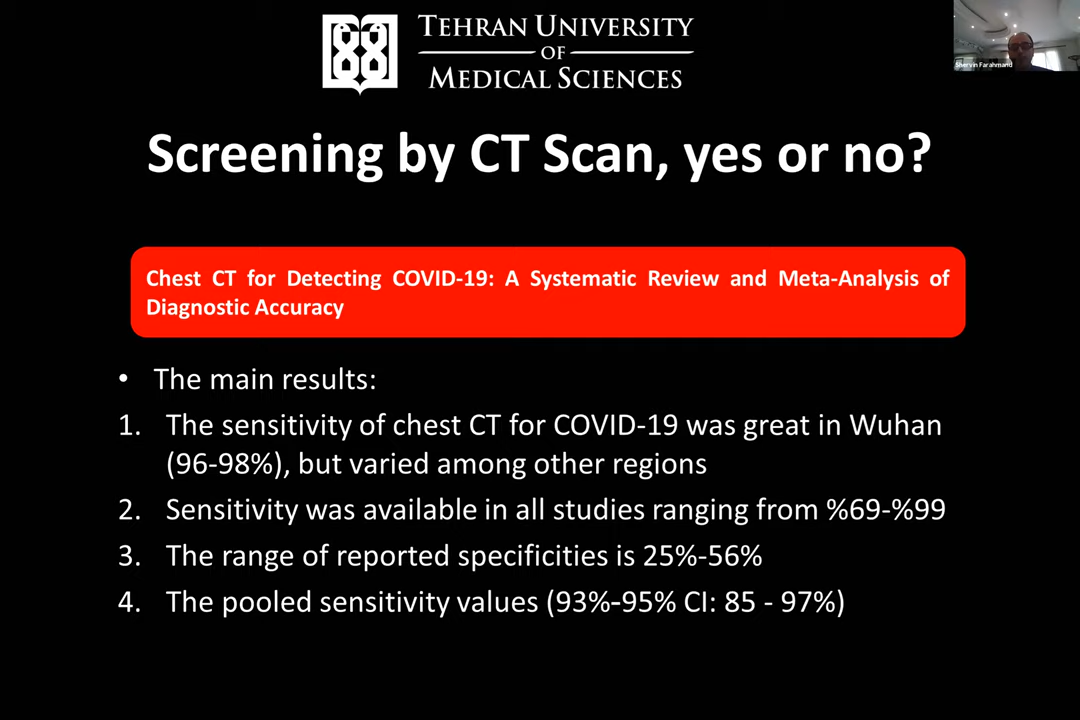 TEHRAN UNIVERSITY
OF
MEDICAL SCIENCES
Shervin Farahmand
Screening by CT Scan, yes or no?
Chest CT for Detecting COVID-19: A Systematic Review and Meta-Analysis of
Diagnostic Accuracy
• The main results:
1. The sensitivity of chest CT for COVID-19 was great in Wuhan
(96-98%), but varied among other regions
2. Sensitivity was available in all studies ranging from %69-%99
3. The range of reported specificities is 25%-56%
4. The pooled sensitivity values (93%-95% CI: 85 - 97%)